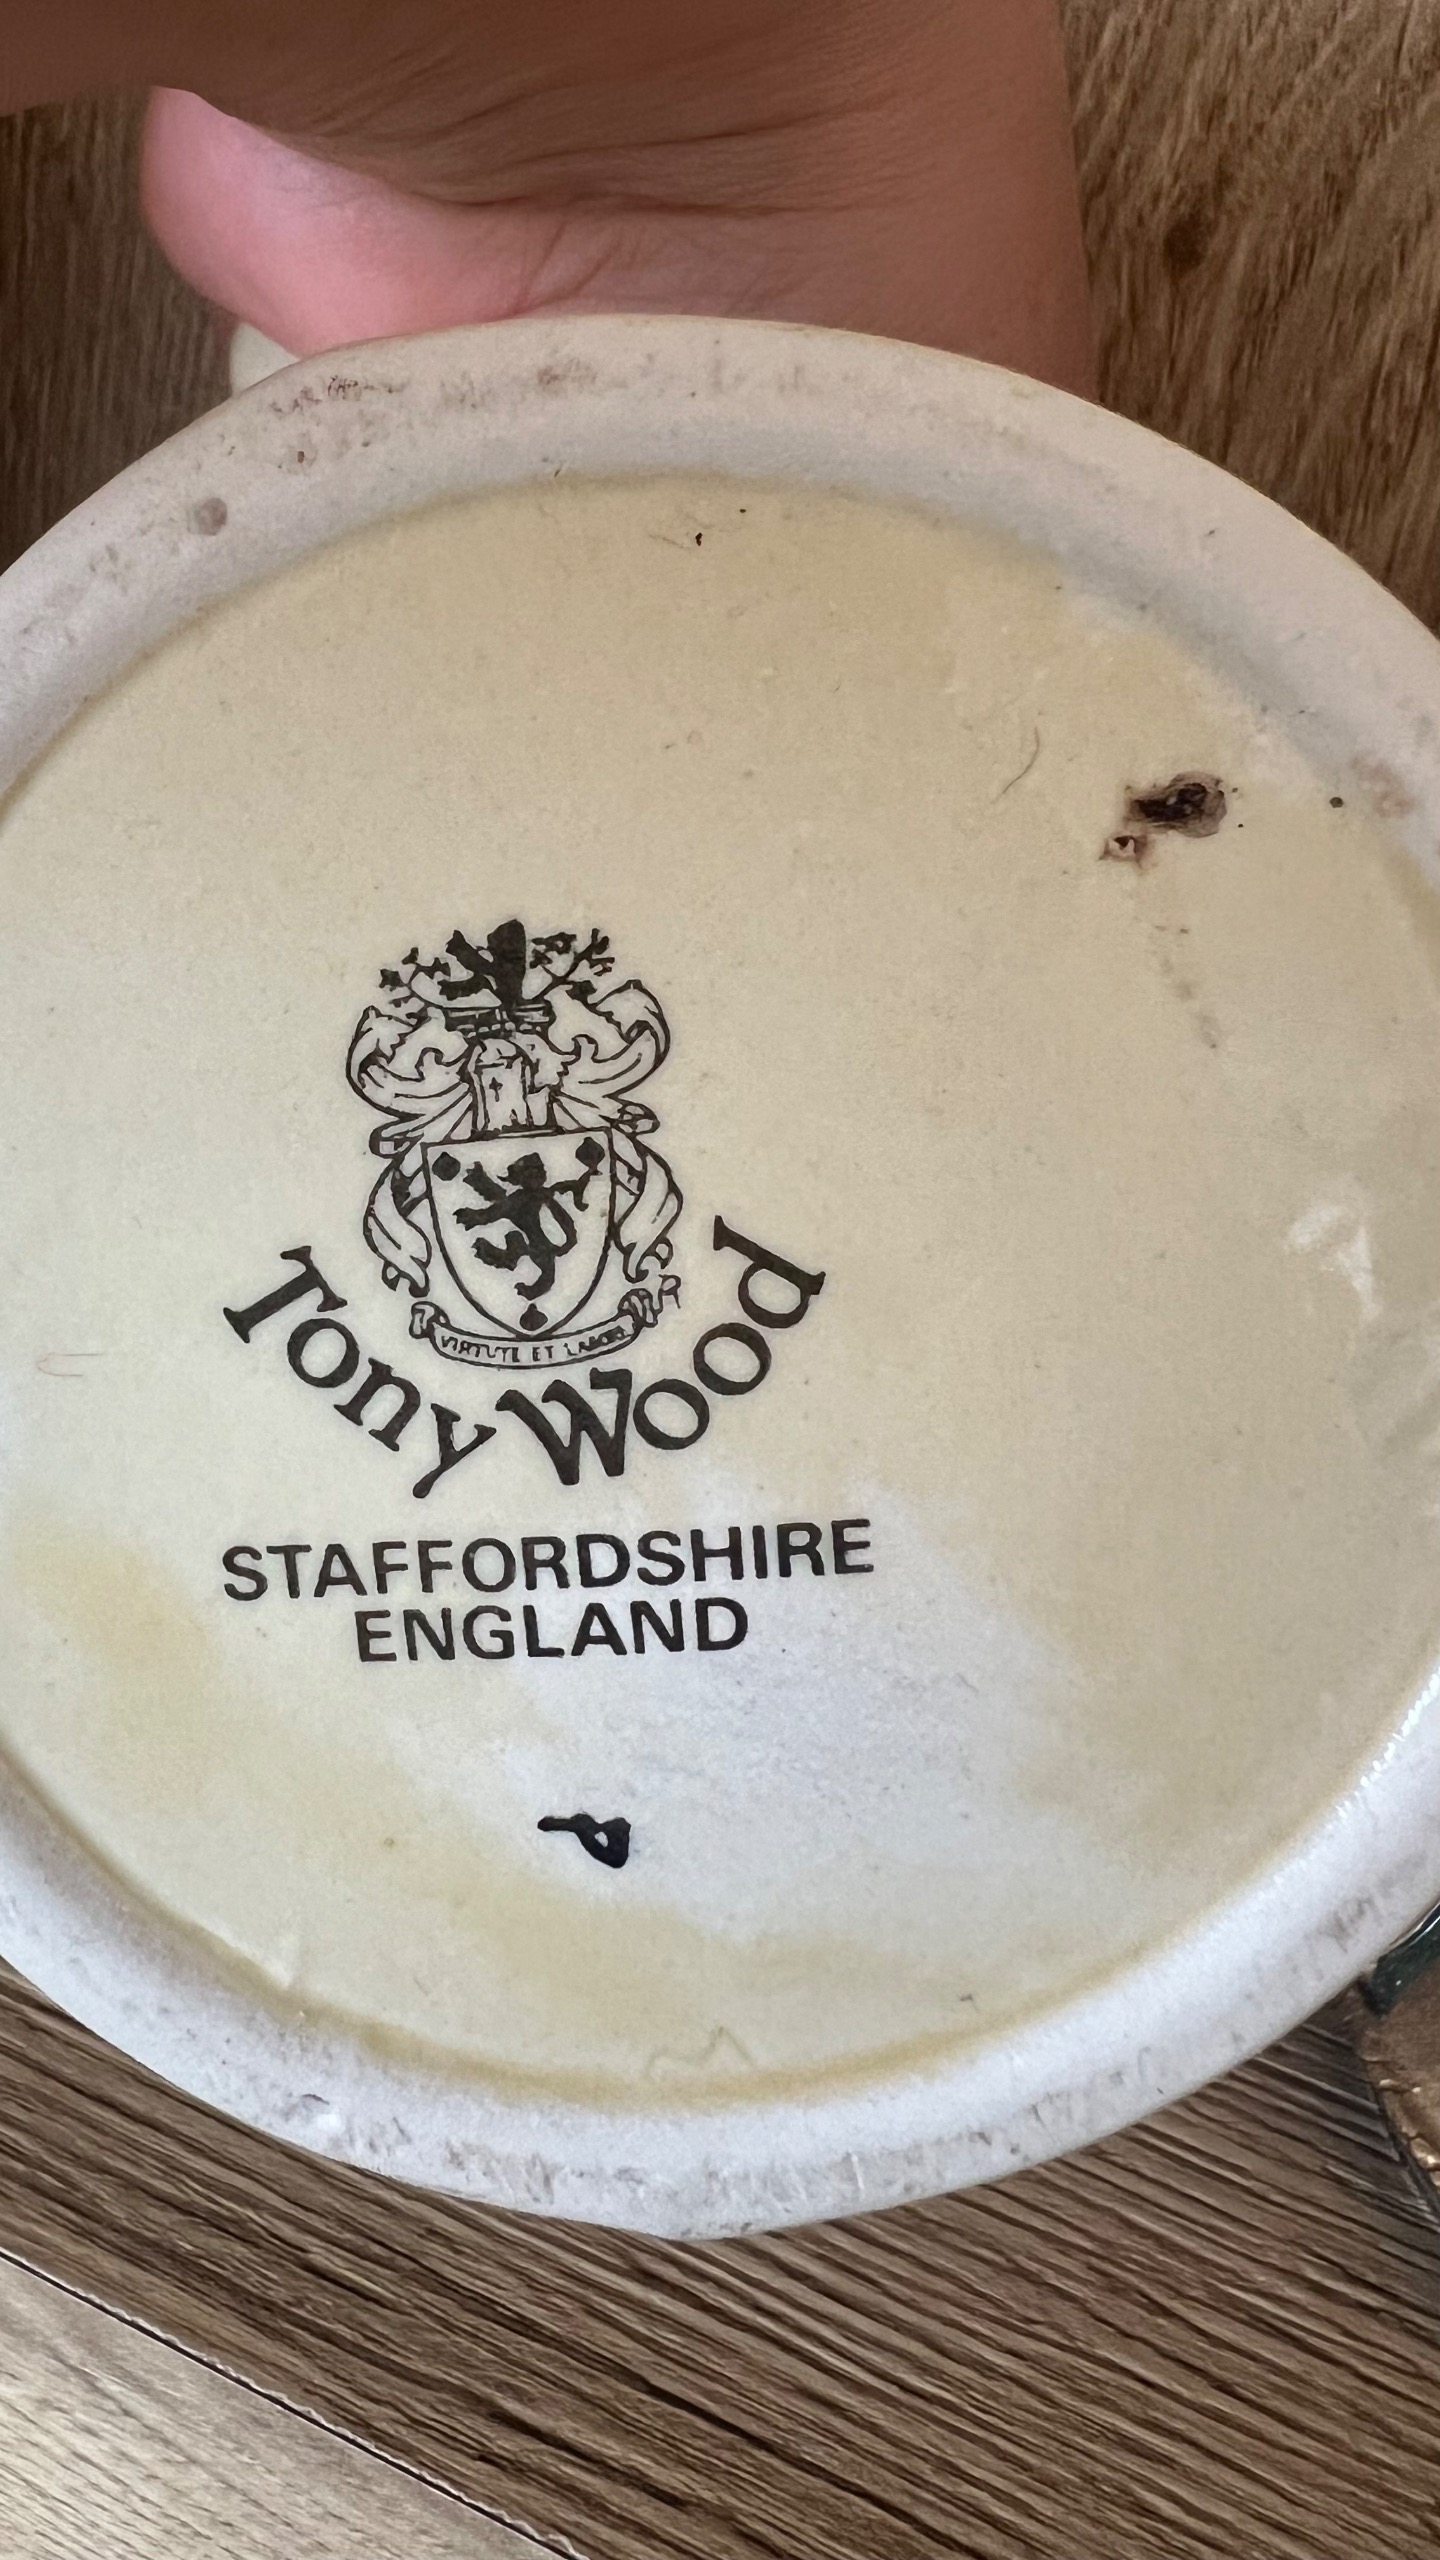 VIRTUTE ET LABORE
Tony Wood
STAFFORDSHIRE
ENGLAND
P